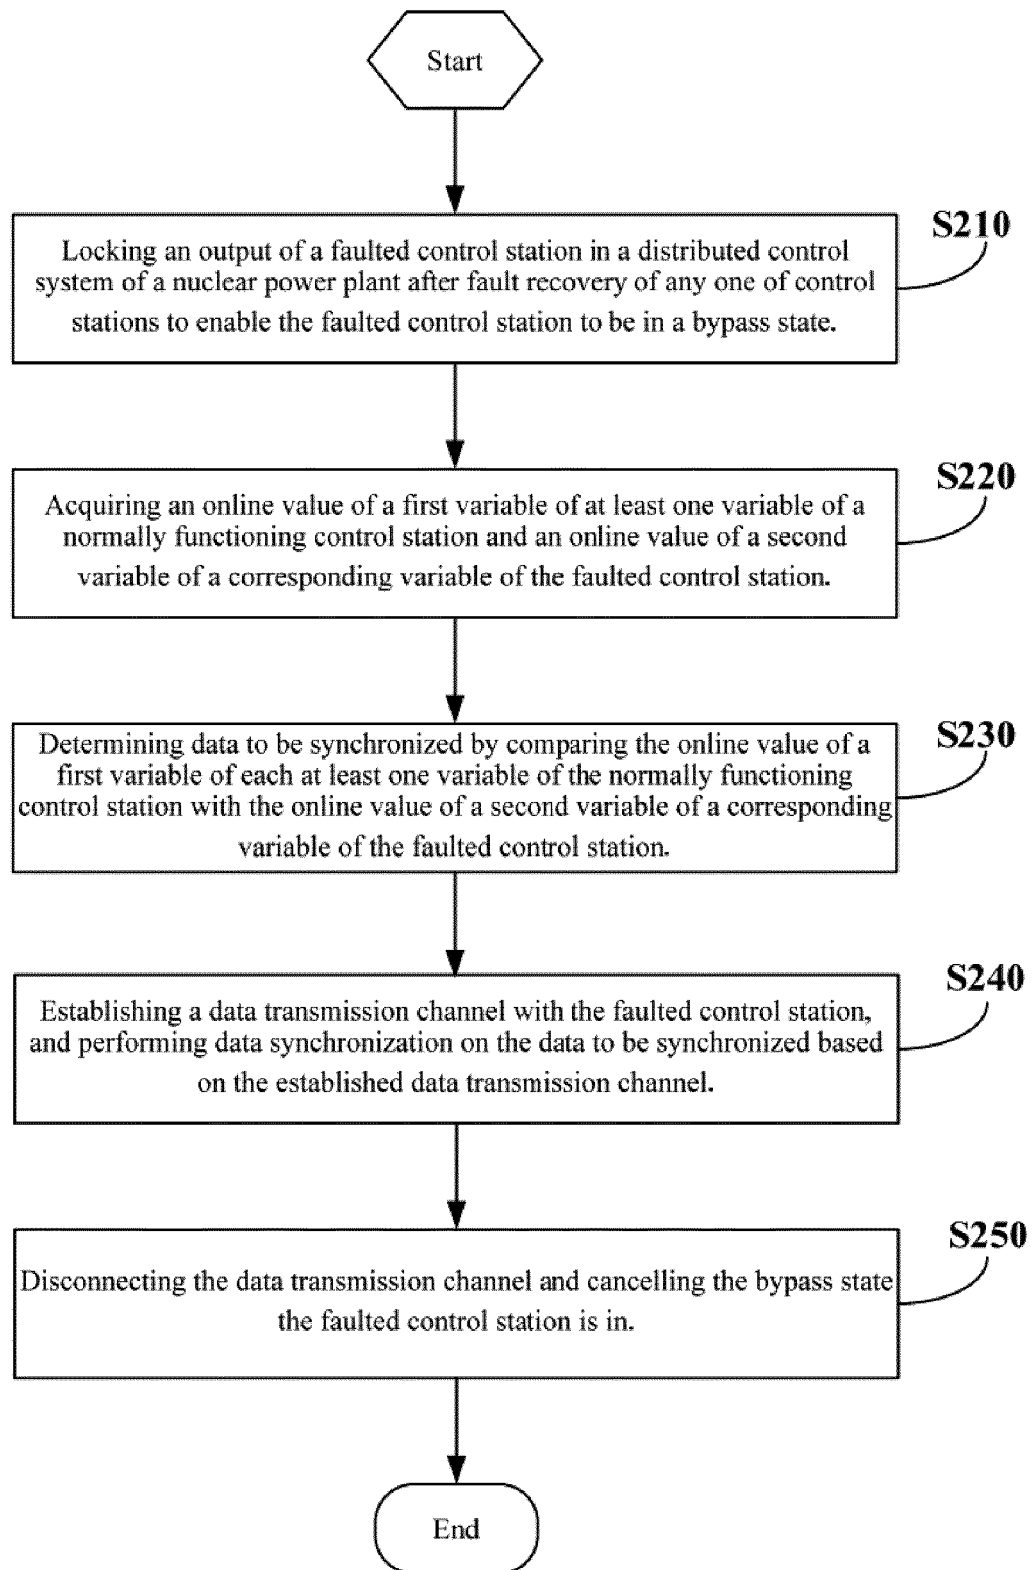 Start
S210
Locking an output of a faulted control station in a distributed control
system of a nuclear power plant after fault recovery of any one of control
stations to enable the faulted control station to be in a bypass state.
S220
Acquiring an online value of a first variable of at least one variable of a
normally functioning control station and an online value of a second
variable of a corresponding variable of the faulted control station.
S230
Determining data to be synchronized by comparing the online value of a
first variable of each at least one variable of the normally functioning
control station with the online value of a second variable of a corresponding
variable of the faulted control station.
S240
Establishing a data transmission channel with the faulted control station,
and performing data synchronization on the data to be synchronized based
on the established data transmission channel.
S250
Disconnecting the data transmission channel and cancelling the bypass state
the faulted control station is in.
End